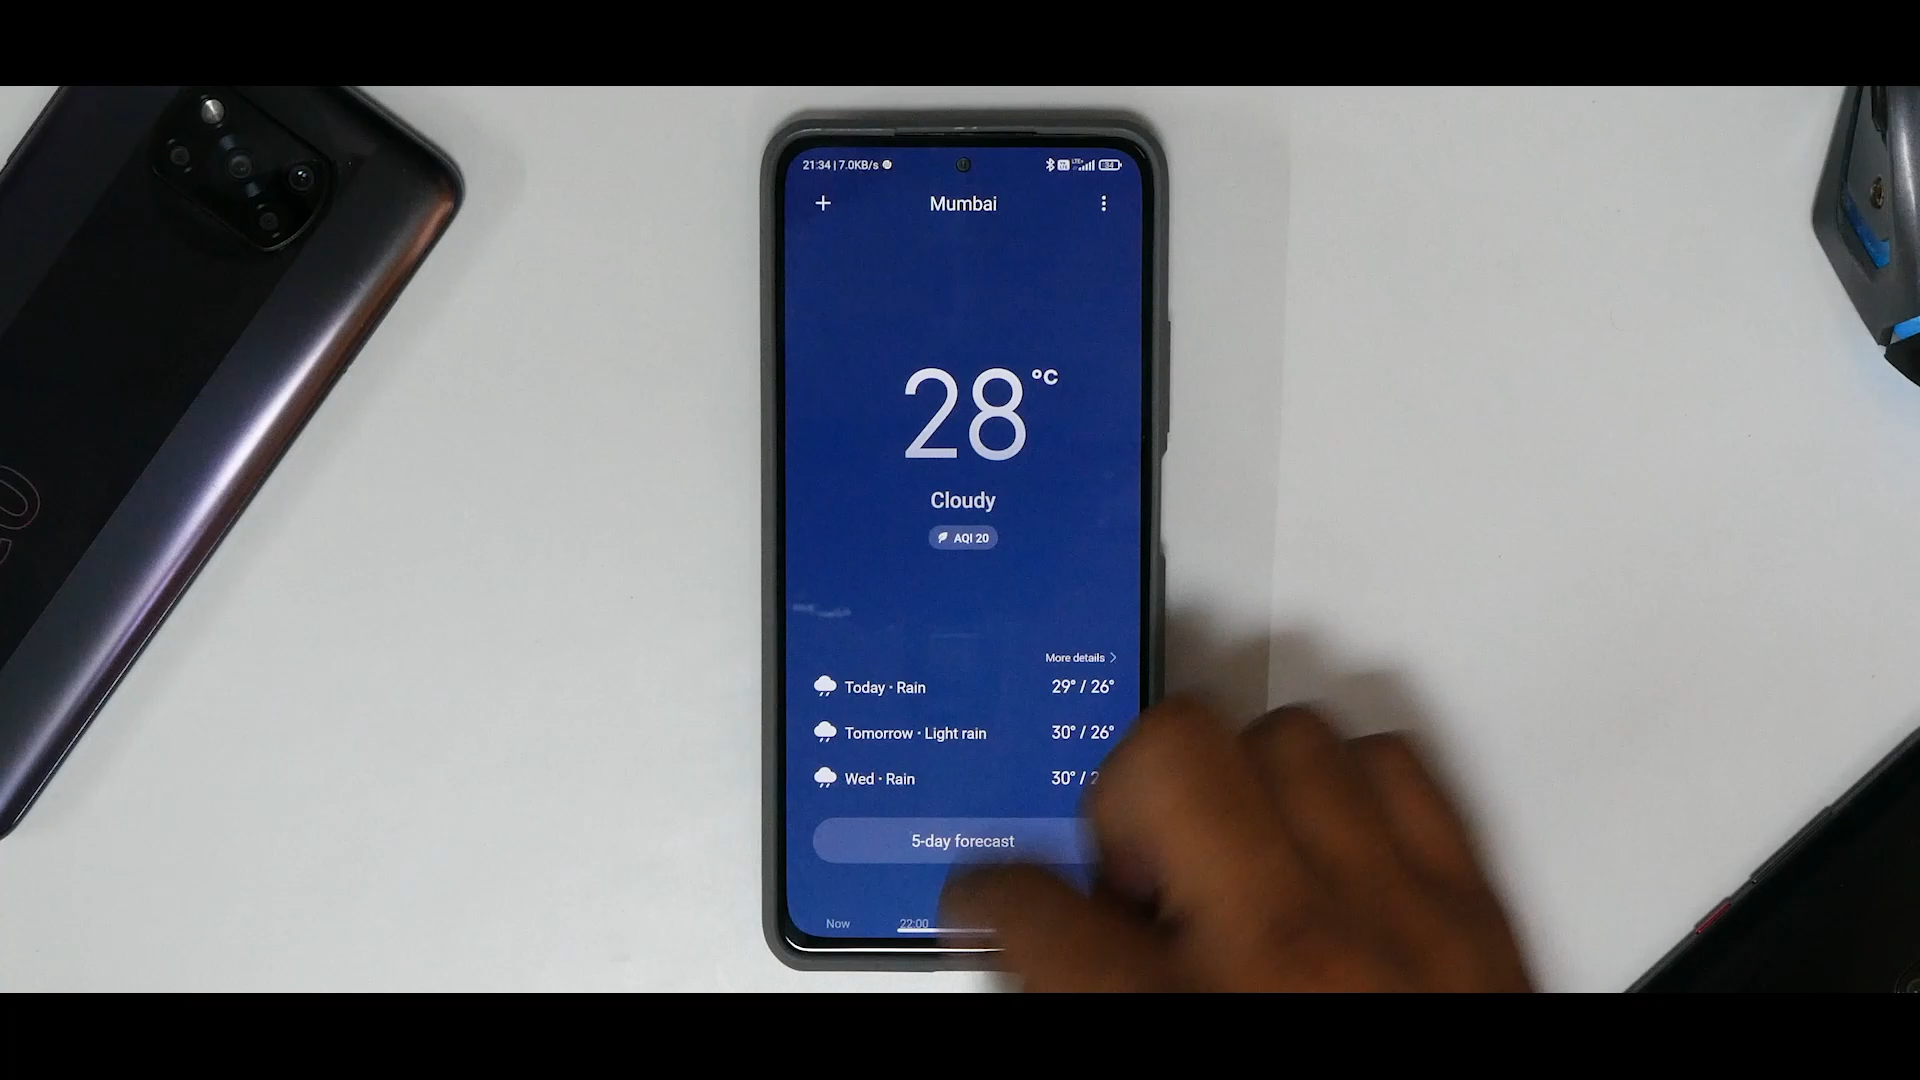 21:34 | 7.0KB/s
Mumbai
28 °C
Cloudy
AQI 20
More details
Today · Rain 29° / 26°
Tomorrow · Light rain 30° / 26°
Wed · Rain 30° / 2
5-day forecast
Now 22:00